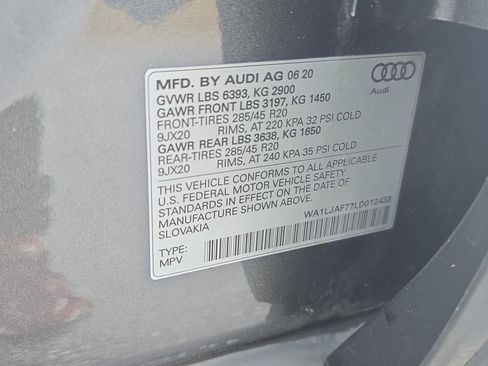 MFD. BY AUDI AG 06 20
GVWR LBS 6393, KG 2900
GAWR FRONT LBS 3197, KG 1450
FRONT-TIRES 285/45 R20
9JX20 RIMS, AT 220 KPA 32 PSI COLD
GAWR REAR LBS 3638, KG 1650
REAR-TIRES 285/45 R20
9JX20 RIMS, AT 240 KPA 35 PSI COLD
THIS VEHICLE CONFORMS TO ALL APPLICABLE
U.S. FEDERAL MOTOR VEHICLE SAFETY
STANDARDS IN EFFECT ON THE DATE OF
MANUFACTURE SHOWN ABOVE.
SLOVAKIA
WA1LJAF77LD012433
TYPE:
MPV
Audi